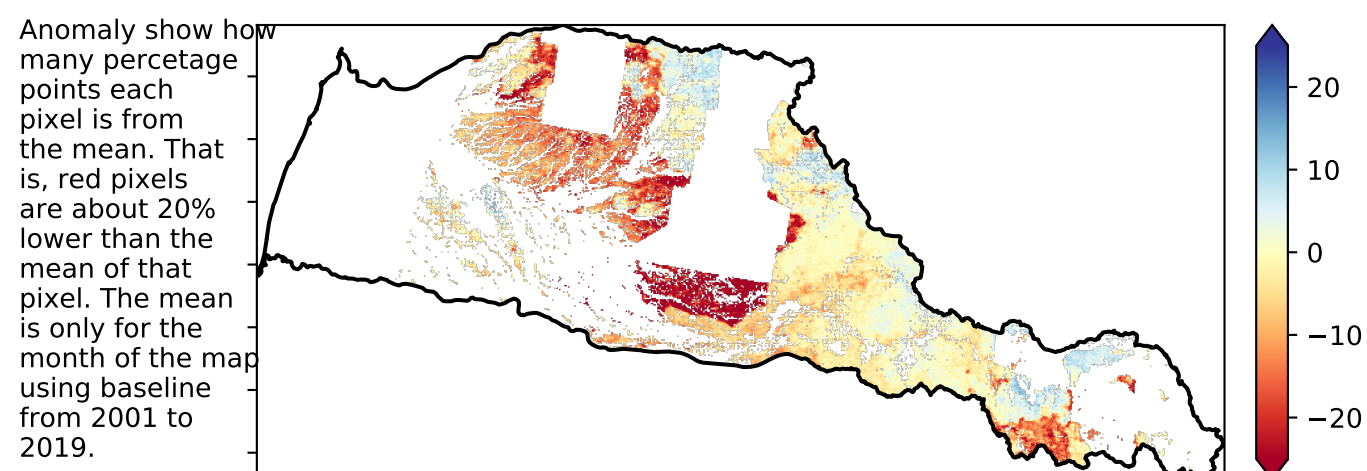 Anomaly show how
many percetage
points each
pixel is from
the mean. That
is, red pixels
are about 20%
lower than the
mean of that
pixel. The mean
is only for the
month of the map
using baseline
from 2001 to
2019.
20
10
0
−10
−20